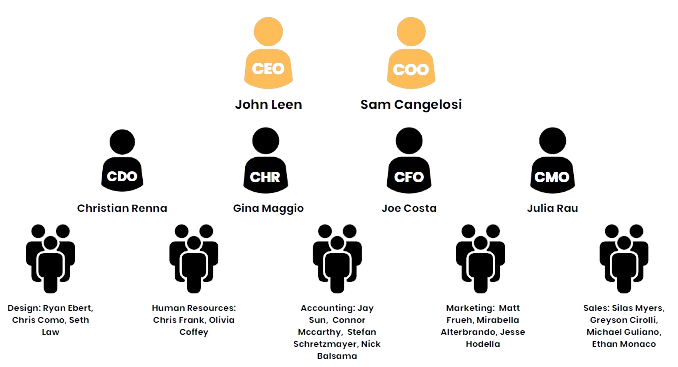 CEO
COO
John Leen
Sam Cangelosi
CDO
CHR
CFO
CMO
Christian Renna
Gina Maggio
Joe Costa
Julia Rau
Design: Ryan Ebert,
Chris Como, Seth
Law
Human Resources:
Chris Frank, Olivia
Coffey
Accounting: Jay
Sun, Connor
Mccarthy, Stefan
Schretzmayer, Nick
Balsama
Marketing: Matt
Frueh, Mirabella
Alterbrando, Jesse
Hodella
Sales: Silas Myers,
Greyson Cirolli,
Michael Guliano,
Ethan Monaco